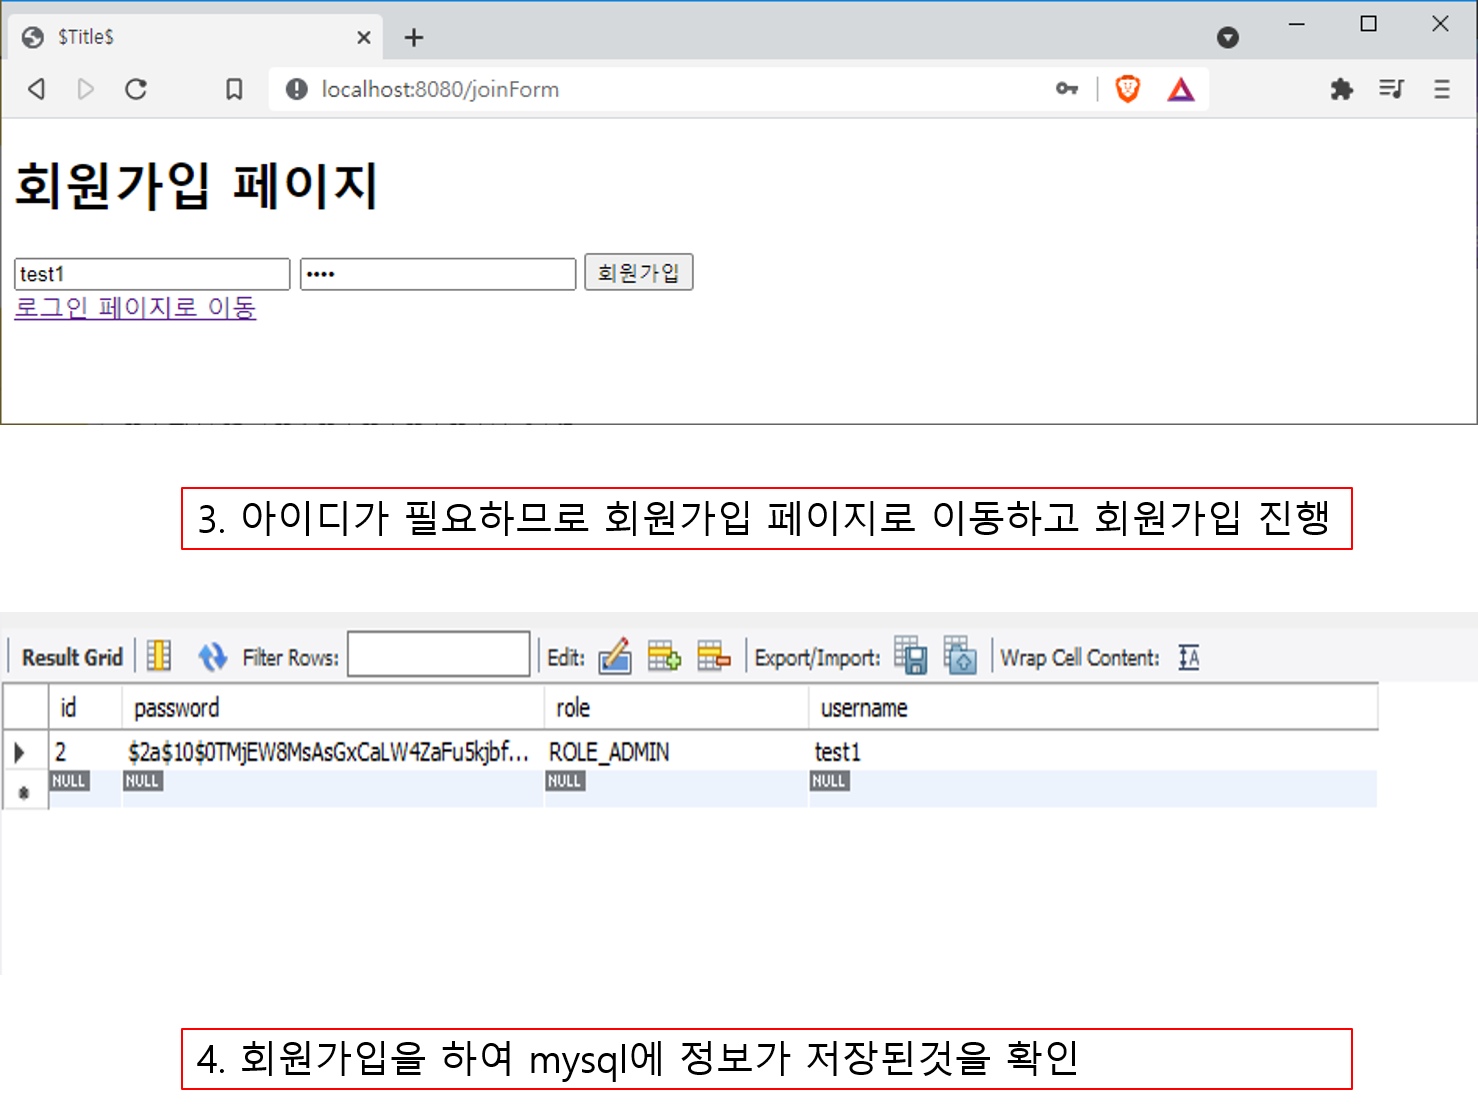 $Title$
localhost:8080/joinForm
회원가입 페이지
test1 •••• 회원가입
로그인 페이지로 이동
3. 아이디가 필요하므로 회원가입 페이지로 이동하고 회원가입 진행
Result Grid Filter Rows: Edit: Export/Import: Wrap Cell Content:
id password role username
2 $2a$10$0TMjEW8MsAsGxCaLW4ZaFu5kjbf... ROLE_ADMIN test1
NULL NULL NULL NULL
4. 회원가입을 하여 mysql에 정보가 저장된것을 확인